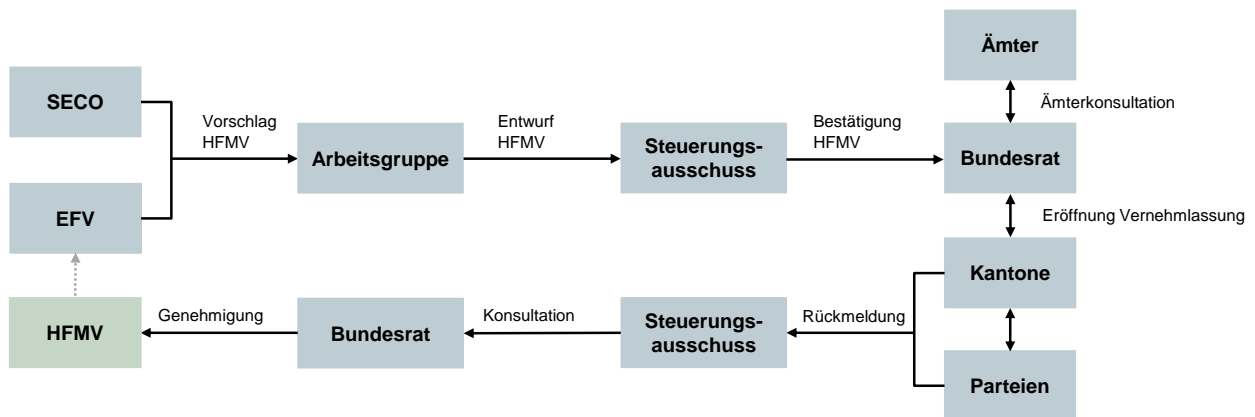 Ämter
SECO
Ämterkonsultation
Vorschlag
HFMV
Entwurf
HFMV
Bestätigung
HFMV
Arbeitsgruppe
Steuerungs-
ausschuss
Bundesrat
EFV
Eröffnung Vernehmlassung
Kantone
HFMV
Genehmigung
Bundesrat
Konsultation
Steuerungs-
ausschuss
Rückmeldung
Parteien